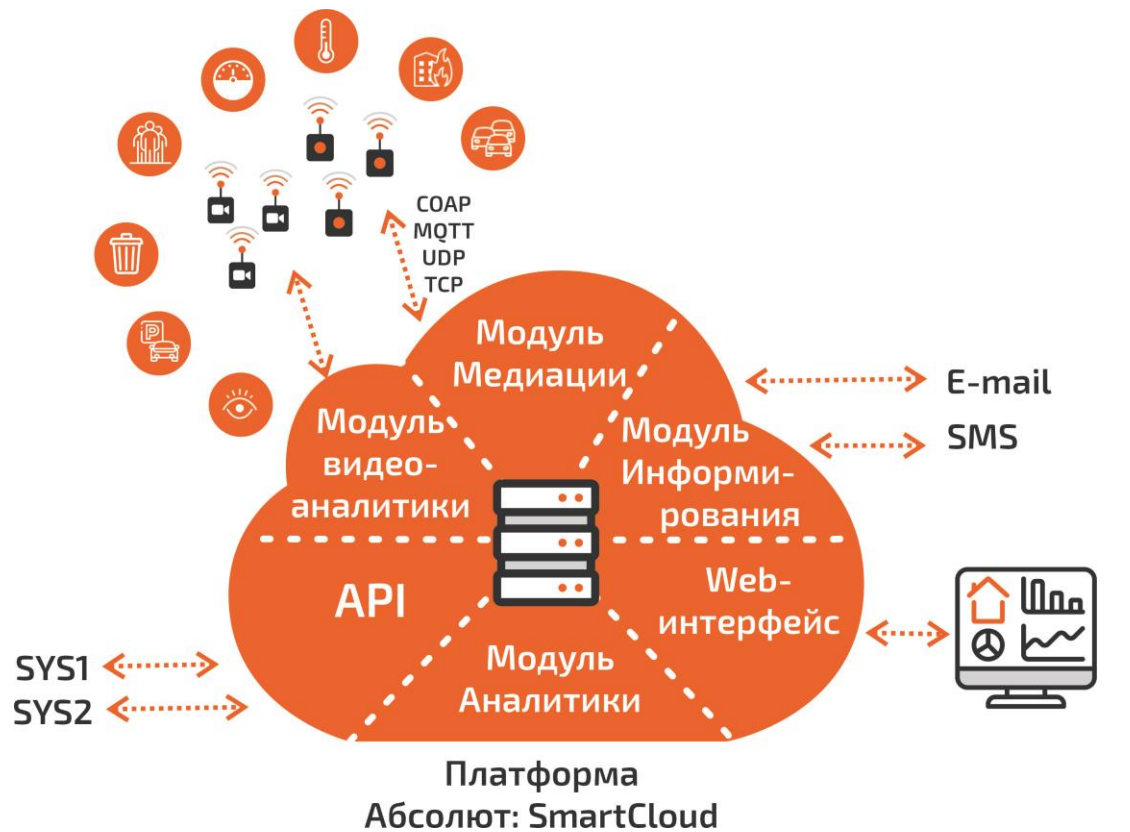 COAP
MQTT
UDP
TCP
Модуль
Медиации
E-mail
SMS
Модуль
видео-
аналитики
Модуль
Информи-
рования
API
Web-
интерфейс
SYS1
SYS2
Модуль
Аналитики
P
Платформа
Абсолют: SmartCloud